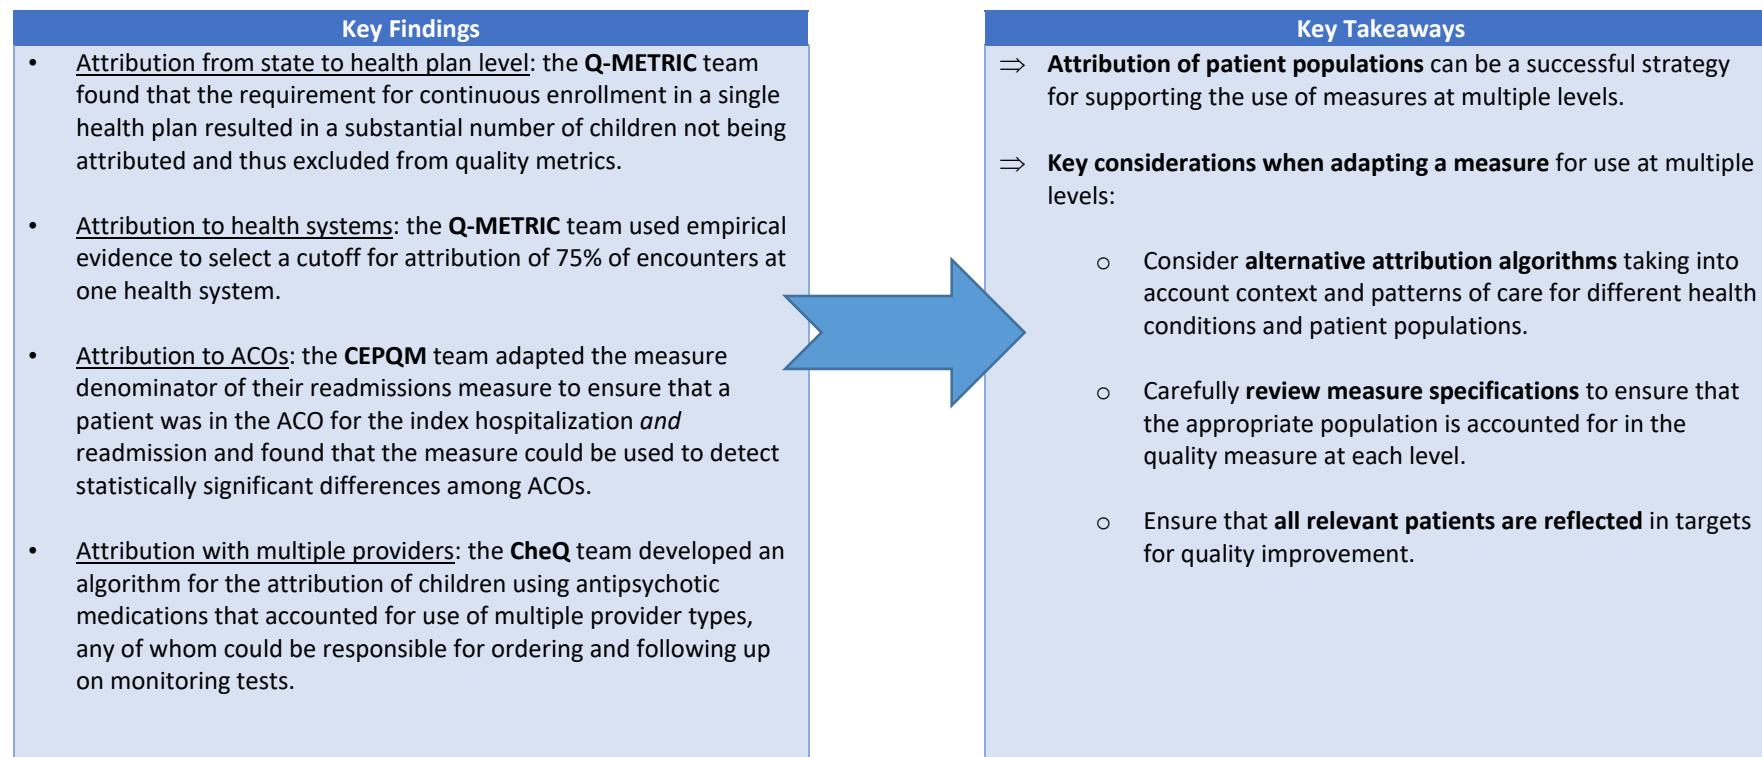 Key Findings
• Attribution from state to health plan level: the Q-METRIC team
found that the requirement for continuous enrollment in a single
health plan resulted in a substantial number of children not being
attributed and thus excluded from quality metrics.
• Attribution to health systems: the Q-METRIC team used empirical
evidence to select a cutoff for attribution of 75% of encounters at
one health system.
• Attribution to ACOs: the CEPQM team adapted the measure
denominator of their readmissions measure to ensure that a
patient was in the ACO for the index hospitalization and
readmission and found that the measure could be used to detect
statistically significant differences among ACOs.
• Attribution with multiple providers: the CheQ team developed an
algorithm for the attribution of children using antipsychotic
medications that accounted for use of multiple provider types,
any of whom could be responsible for ordering and following up
on monitoring tests.
Key Takeaways
⇒ Attribution of patient populations can be a successful strategy
for supporting the use of measures at multiple levels.
⇒ Key considerations when adapting a measure for use at multiple
levels:
o Consider alternative attribution algorithms taking into
account context and patterns of care for different health
conditions and patient populations.
o Carefully review measure specifications to ensure that
the appropriate population is accounted for in the
quality measure at each level.
o Ensure that all relevant patients are reflected in targets
for quality improvement.